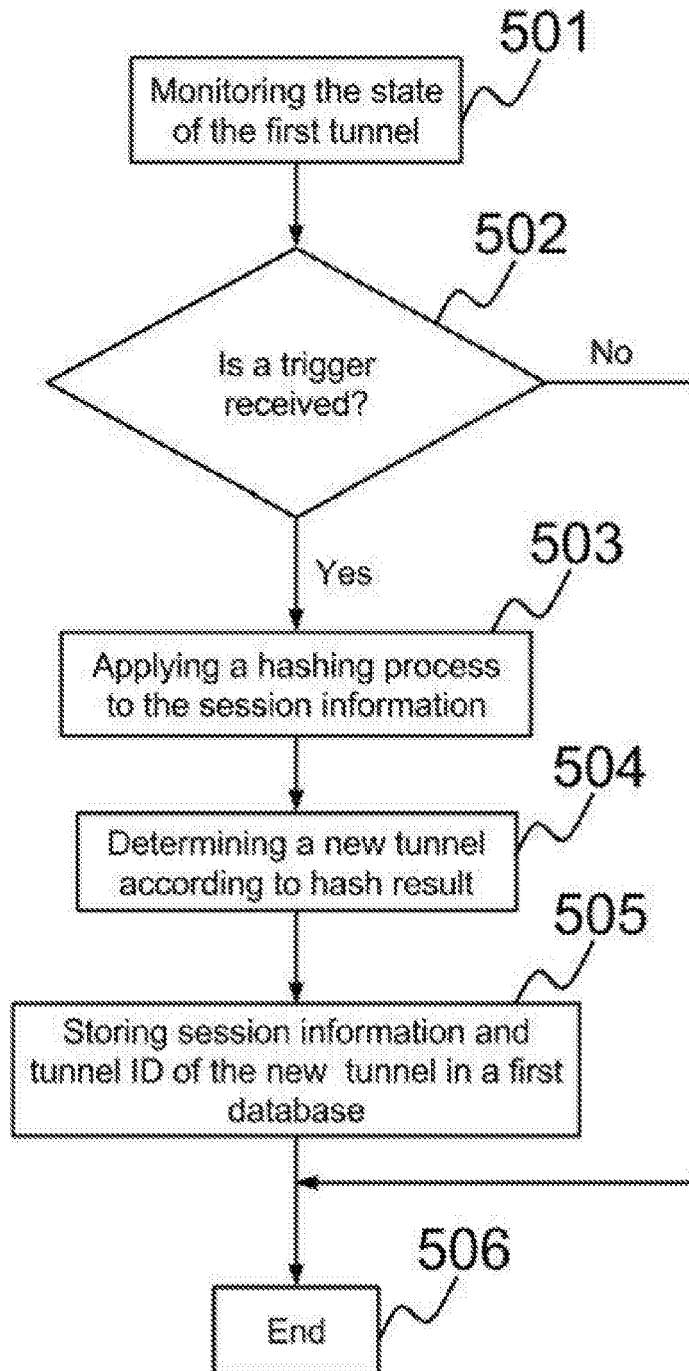 501
Monitoring the state
of the first tunnel
502
Is a trigger
received?
No
Yes
503
Applying a hashing process
to the session information
504
Determining a new tunnel
according to hash result
505
Storing session information and
tunnel ID of the new tunnel in a first
database
506
End